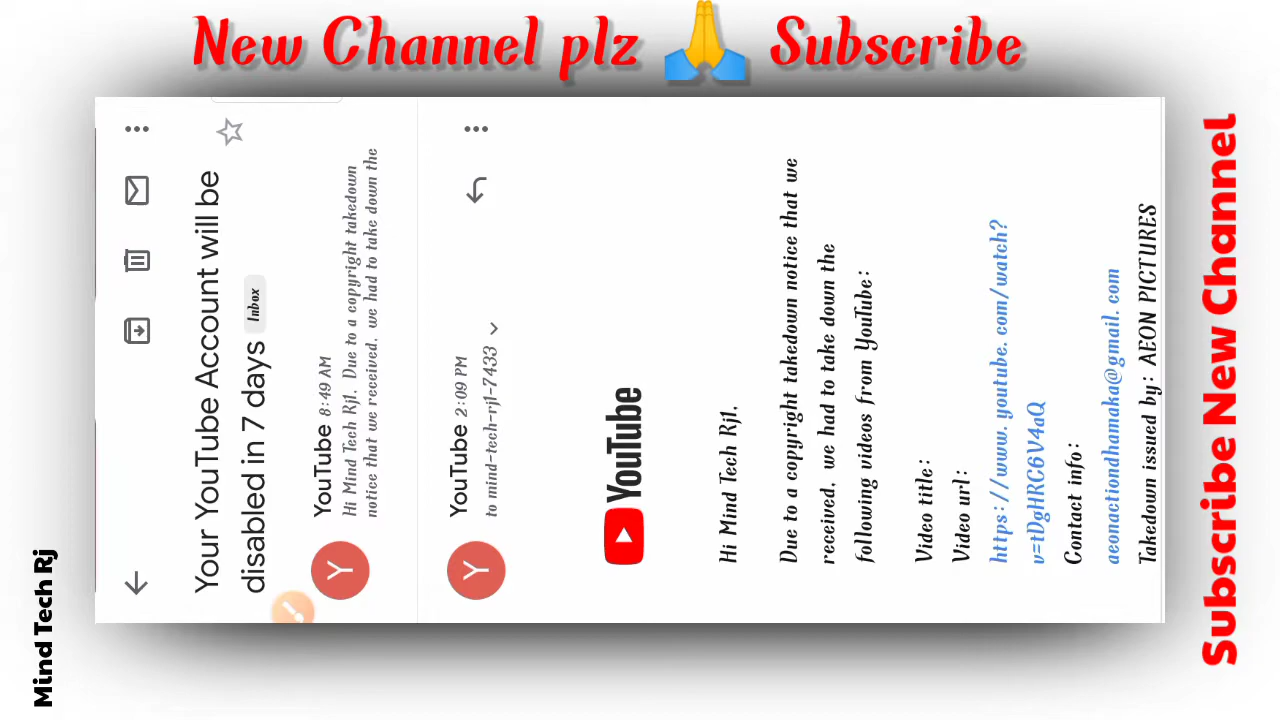 New Channel plz 🙏 Subscribe
Your YouTube Account will be
disabled in 7 days Inbox
YouTube 8:49 AM
Hi Mind Tech Rj1, Due to a copyright takedown
notice that we received, we had to take down the
YouTube 2:09 PM
to mind-tech-rj1-7433
YouTube
Hi Mind Tech Rj1,
Due to a copyright takedown notice that we
received, we had to take down the
following videos from YouTube:
Video title:
Video url:
https://www.youtube.com/watch?
v=tDgHRC6V4aQ
Contact info:
aeonactiondhamaka@gmail.com
Takedown issued by: AEON PICTURES
Mind Tech Rj
Subscribe New Channel